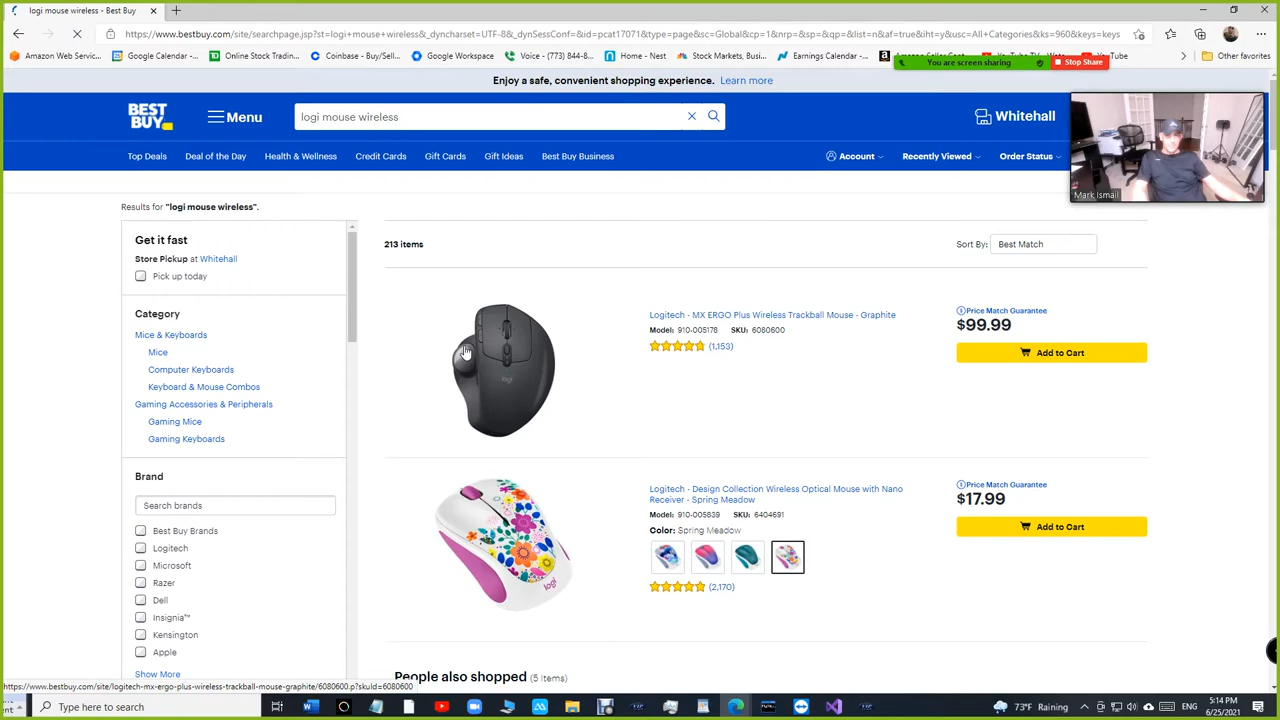 logi mouse wireless - Best Buy
https://www.bestbuy.com/site/searchpage.jsp?st=logi+mouse+wireless&_dyncharset=UTF-8&_dynSessConf=&id=pcat17071&type=page&sc=Global&cp=1&nrp=&sp=&qp=&list=n&af=true&iht=y&usc=All+Categories&ks=960&keys=keys
Amazon Web Servic...
Google Calendar -...
Online Stock Tradin...
Coinbase - Buy/Sell...
Google Workspace
Voice - (773) 844-8...
Home - Nest
Stock Markets, Busi...
Earnings Calendar -...
Other favorites
You are screen sharing
Stop Share
Enjoy a safe, convenient shopping experience. Learn more
BEST BUY
Menu
logi mouse wireless
Whitehall
Top Deals
Deal of the Day
Health & Wellness
Credit Cards
Gift Cards
Gift Ideas
Best Buy Business
Account
Recently Viewed
Order Status
Mark Ismail
Results for "logi mouse wireless".
Get it fast
Store Pickup at Whitehall
Pick up today
Category
Mice & Keyboards
Mice
Computer Keyboards
Keyboard & Mouse Combos
Gaming Accessories & Peripherals
Gaming Mice
Gaming Keyboards
Brand
Search brands
Best Buy Brands
Logitech
Microsoft
Razer
Dell
Insignia™
Kensington
Apple
Show More
213 items
Sort By: Best Match
logi
Logitech - MX ERGO Plus Wireless Trackball Mouse - Graphite
Model: 910-005178 SKU: 6080600
(1,153)
Price Match Guarantee
$99.99
Add to Cart
logi
Logitech - Design Collection Wireless Optical Mouse with Nano
Receiver - Spring Meadow
Model: 910-005839 SKU: 6404691
Color: Spring Meadow
(2,170)
Price Match Guarantee
$17.99
Add to Cart
People also shopped (5 items)
https://www.bestbuy.com/site/logitech-mx-ergo-plus-wireless-trackball-mouse-graphite/6080600.p?skuId=6080600
Type here to search
73°F Raining
5:14 PM
6/25/2021